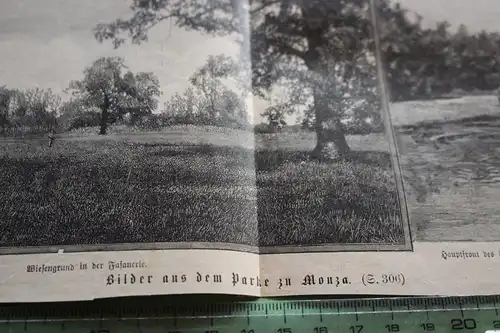 Wiesengrund in der Fasanerie.
Hauptfront des
Bilder aus dem Parke zu Monza. (S. 306)
10 11 12 13 14 15 16 17 18 19 20